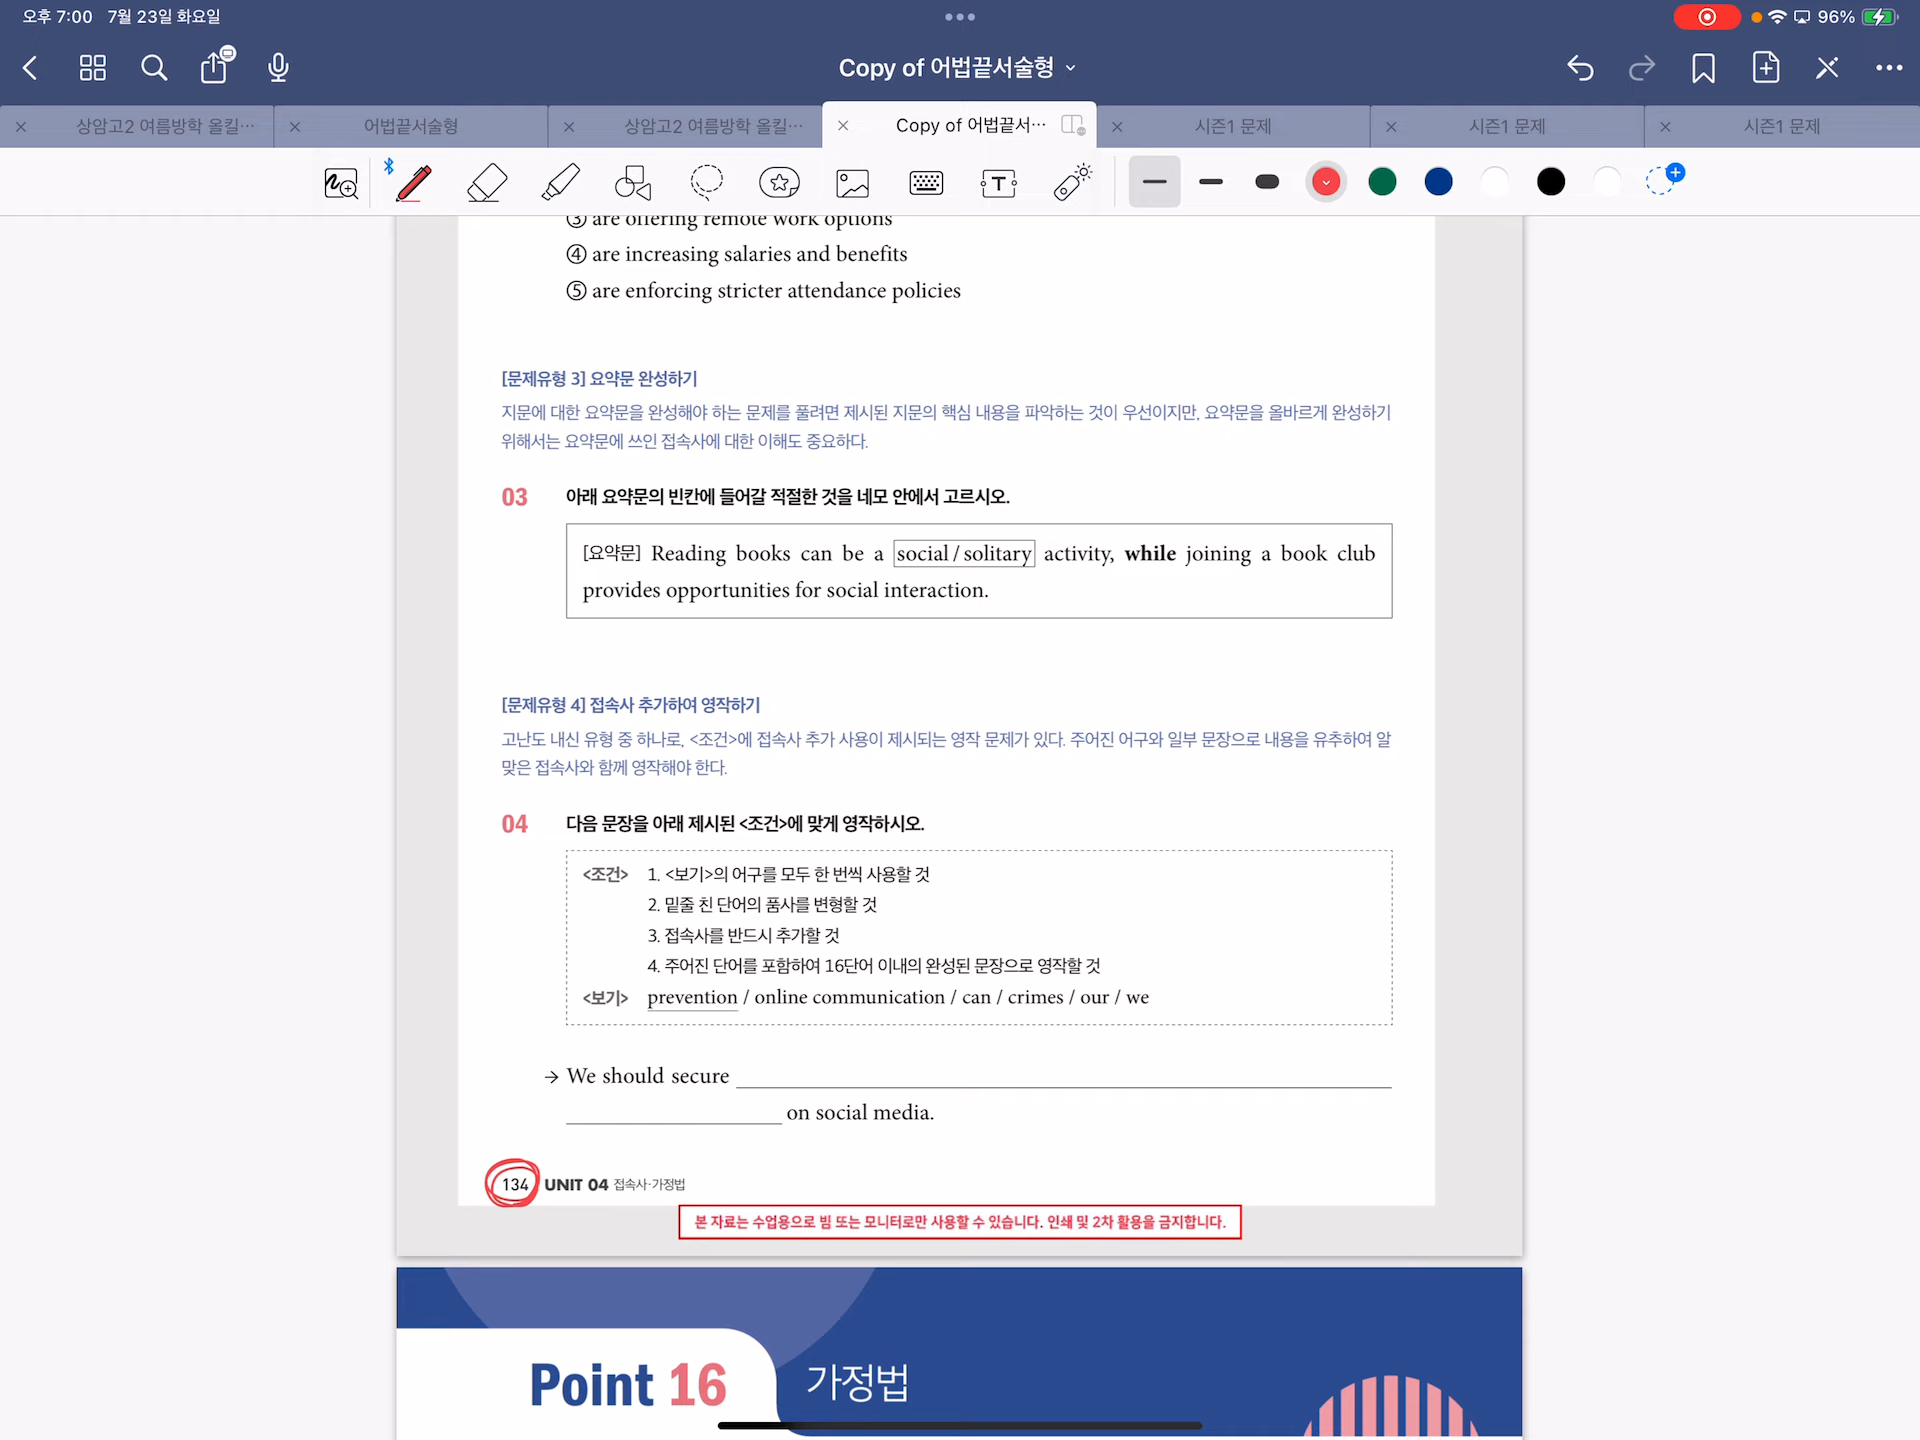 오후 7:00 7월 23일 화요일
96%
Copy of 어법끝서술형
상암고2 여름방학 올킬…
어법끝서술형
상암고2 여름방학 올킬…
Copy of 어법끝서…
시즌1 문제
시즌1 문제
시즌1 문제
③ are offering remote work options
④ are increasing salaries and benefits
⑤ are enforcing stricter attendance policies
[문제유형 3] 요약문 완성하기
지문에 대한 요약문을 완성해야 하는 문제를 풀려면 제시된 지문의 핵심 내용을 파악하는 것이 우선이지만, 요약문을 올바르게 완성하기
위해서는 요약문에 쓰인 접속사에 대한 이해도 중요하다.
03 아래 요약문의 빈칸에 들어갈 적절한 것을 네모 안에서 고르시오.
[요약문] Reading books can be a social / solitary activity, while joining a book club
provides opportunities for social interaction.
[문제유형 4] 접속사 추가하여 영작하기
고난도 내신 유형 중 하나로, <조건>에 접속사 추가 사용이 제시되는 영작 문제가 있다. 주어진 어구와 일부 문장으로 내용을 유추하여 알
맞은 접속사와 함께 영작해야 한다.
04 다음 문장을 아래 제시된 <조건>에 맞게 영작하시오.
<조건> 1. <보기>의 어구를 모두 한 번씩 사용할 것
2. 밑줄 친 단어의 품사를 변형할 것
3. 접속사를 반드시 추가할 것
4. 주어진 단어를 포함하여 16단어 이내의 완성된 문장으로 영작할 것
<보기> prevention / online communication / can / crimes / our / we
→ We should secure
on social media.
134 UNIT 04 접속사·가정법
본 자료는 수업용으로 빔 또는 모니터로만 사용할 수 있습니다. 인쇄 및 2차 활용을 금지합니다.
Point 16 가정법